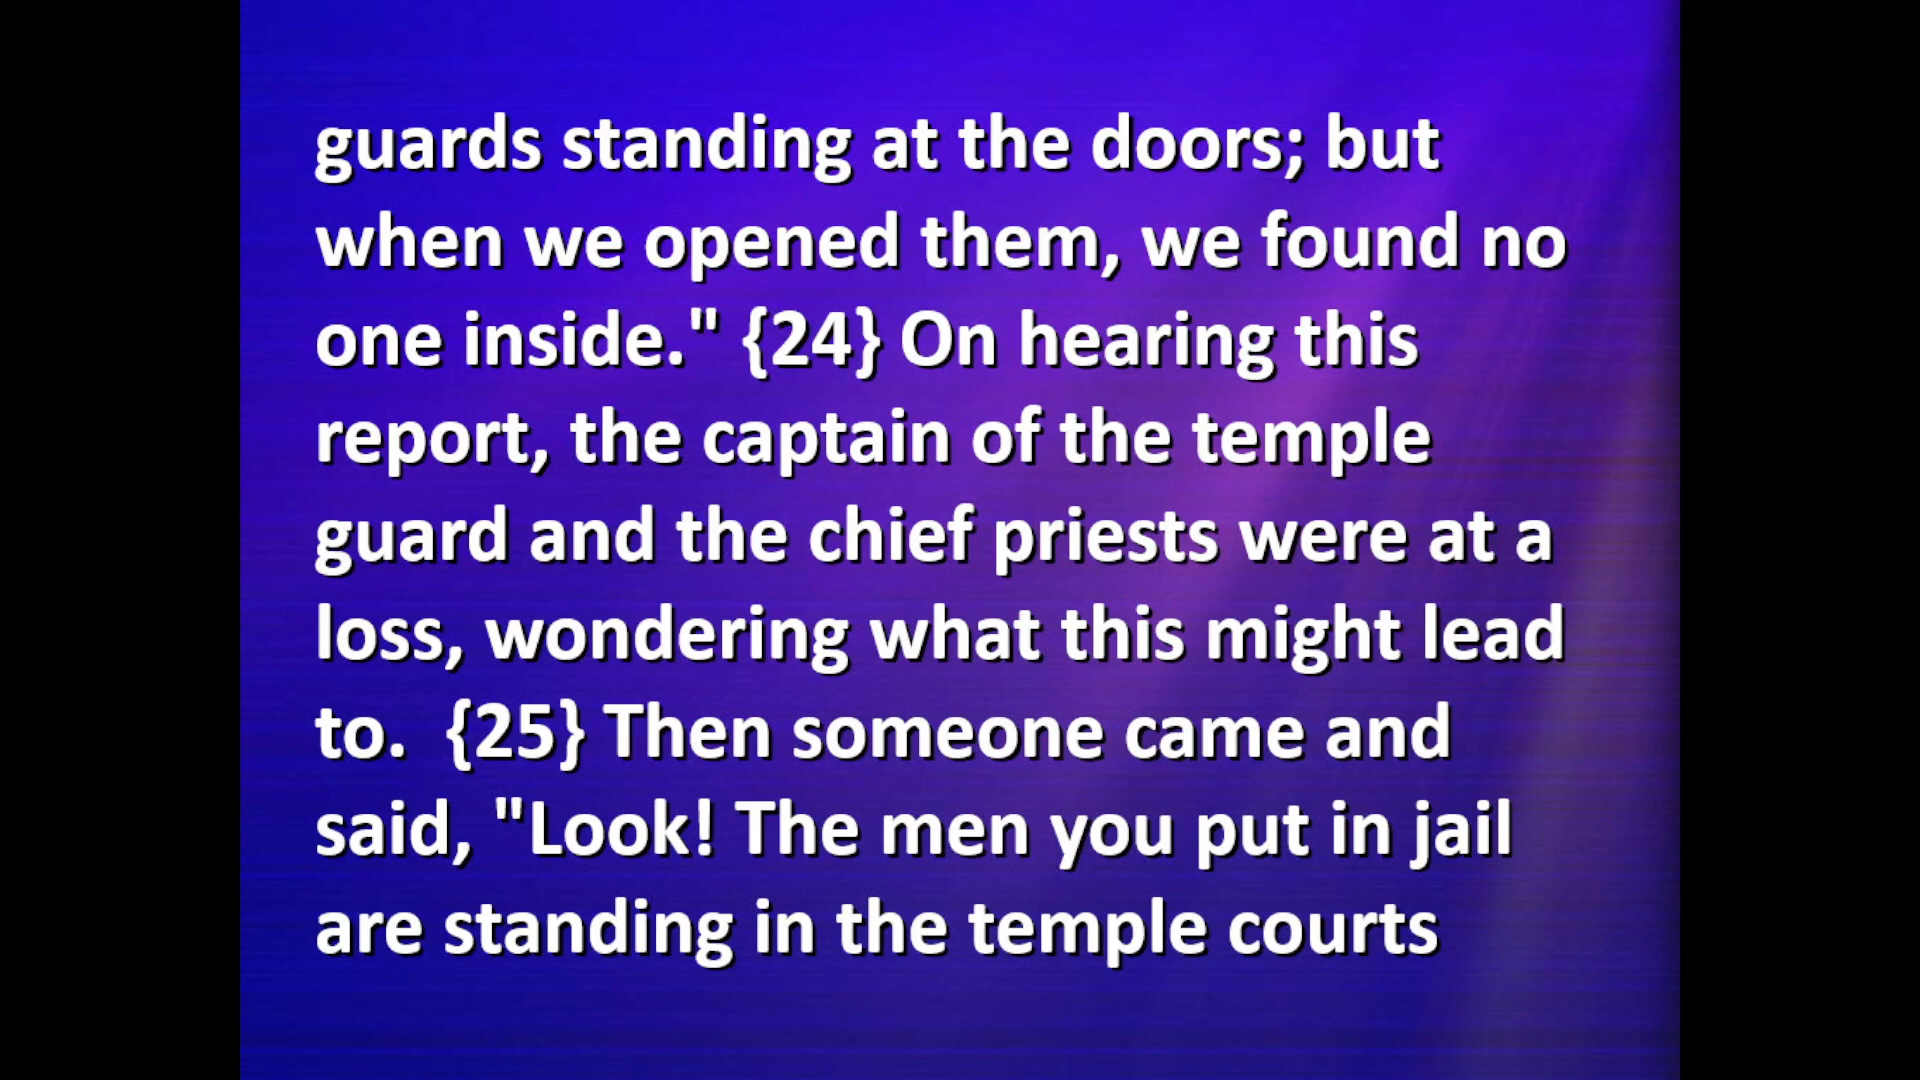 guards standing at the doors; but
when we opened them, we found no
one inside." {24} On hearing this
report, the captain of the temple
guard and the chief priests were at a
loss, wondering what this might lead
to.  {25} Then someone came and
said, "Look! The men you put in jail
are standing in the temple courts